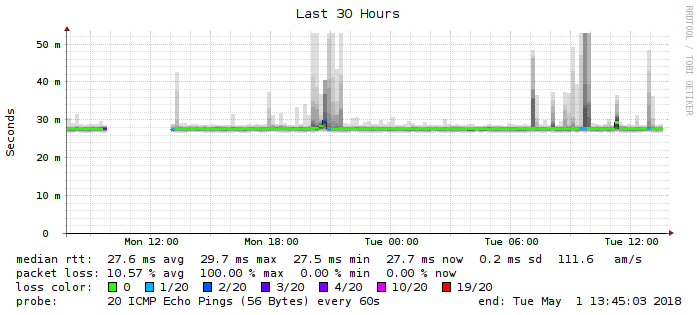 Last 30 Hours
RRDTOOL / TOBI OETIKER
Seconds
50 m
40 m
30 m
20 m
10 m
0
Mon 12:00 Mon 18:00 Tue 00:00 Tue 06:00 Tue 12:00
median rtt: 27.6 ms avg 29.7 ms max 27.5 ms min 27.7 ms now 0.2 ms sd 111.6 am/s
packet loss: 10.57 % avg 100.00 % max 0.00 % min 0.00 % now
loss color: 0 1/20 2/20 3/20 4/20 10/20 19/20
probe: 20 ICMP Echo Pings (56 Bytes) every 60s end: Tue May 1 13:45:03 2018